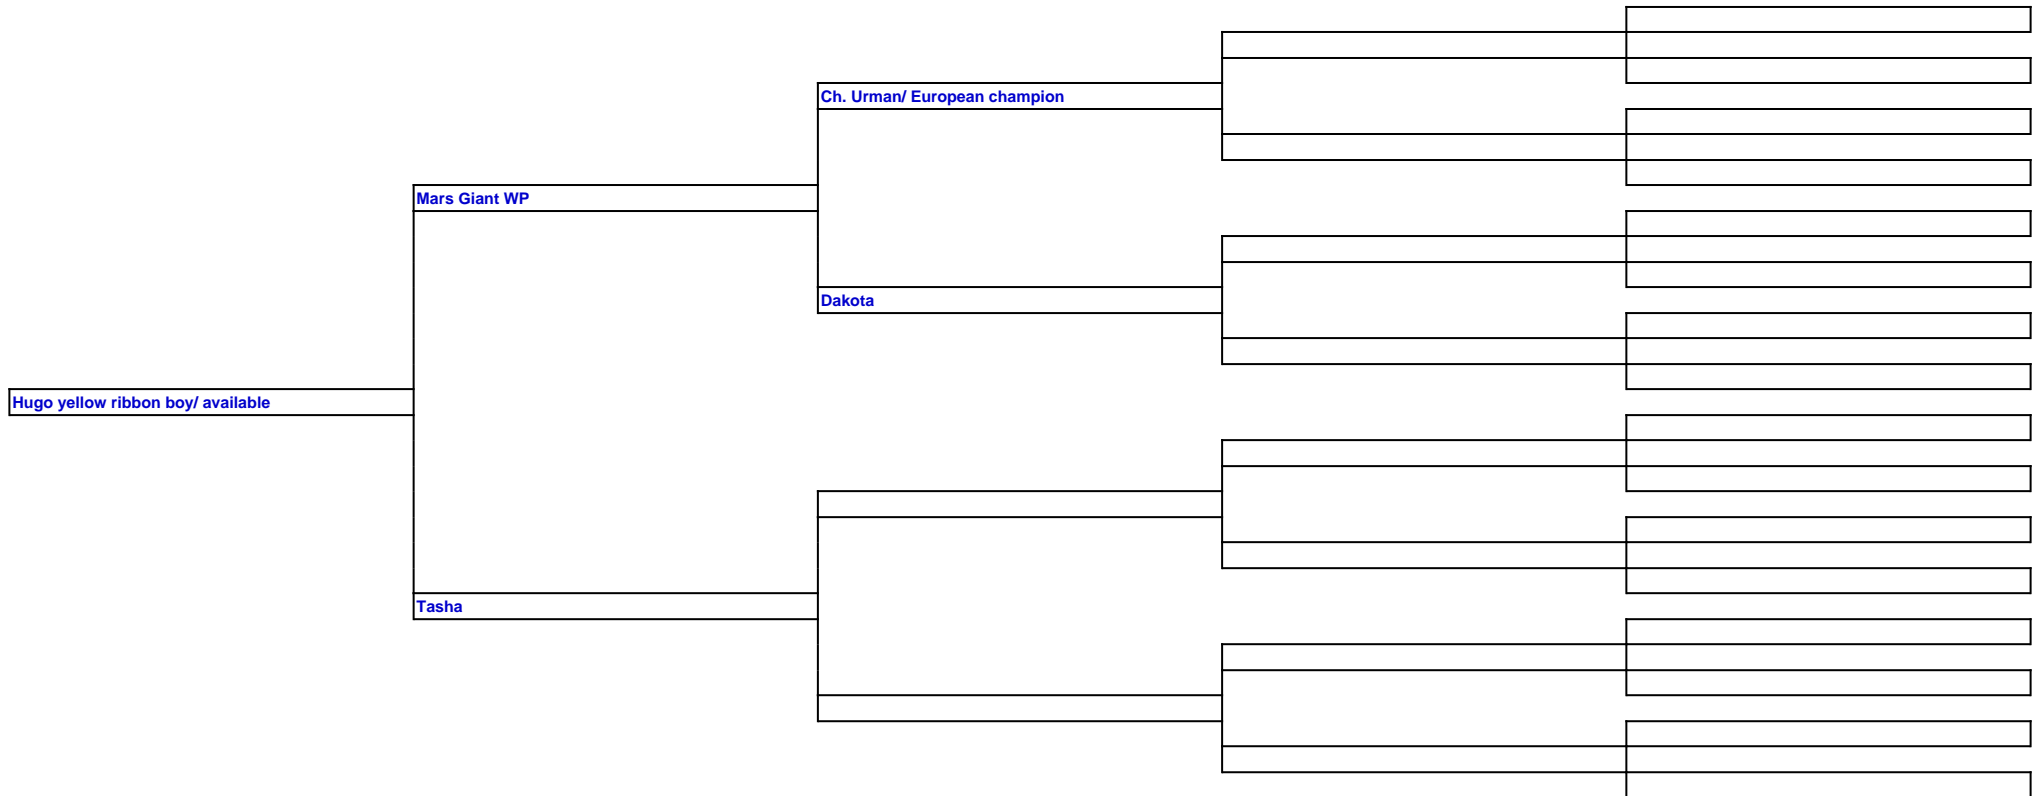 Ch. Urman/ European champion
Mars Giant WP
Dakota
Hugo yellow ribbon boy/ available
Tasha